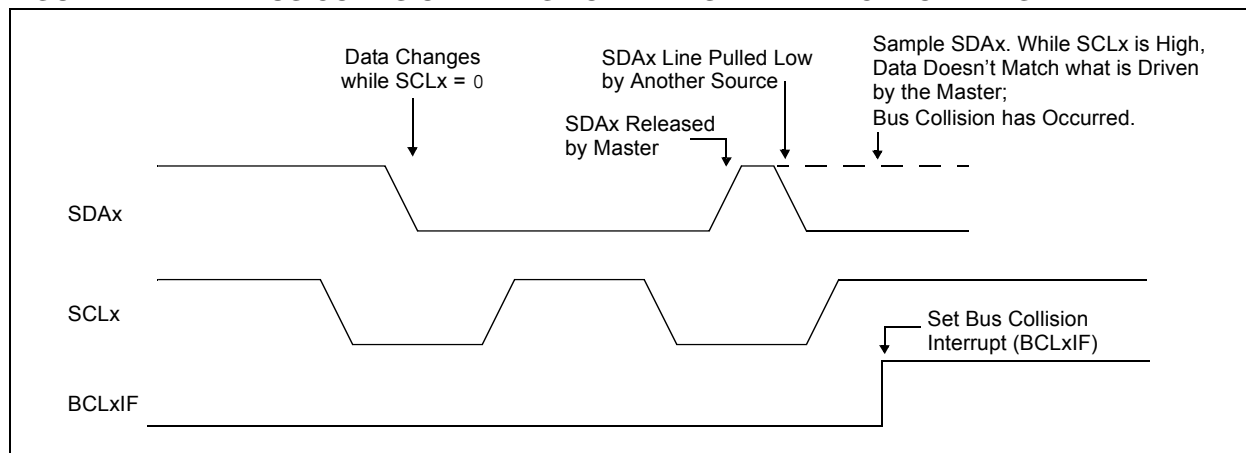 Data Changes
while SCLx = 0
SDAx Line Pulled Low
by Another Source
SDAx Released
by Master
Sample SDAx. While SCLx is High,
Data Doesn’t Match what is Driven
by the Master;
Bus Collision has Occurred.
SDAx
SCLx
Set Bus Collision
Interrupt (BCLxIF)
BCLxIF